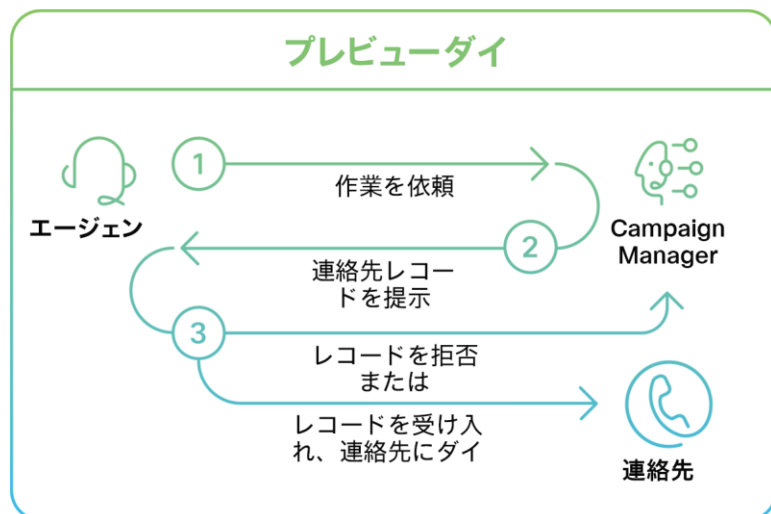 プレビューダイ
1
作業を依頼
エージェン
Campaign
Manager
2
連絡先レコー
ドを提示
3
レコードを拒否
または
レコードを受け入
れ、連絡先にダイ
連絡先